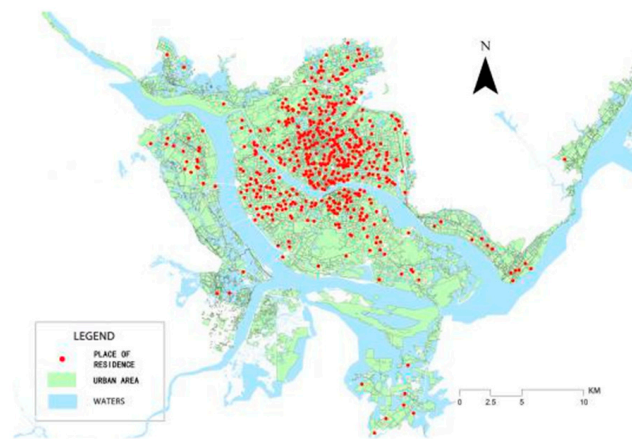 N
LEGEND
PLACE OF
RESIDENCE
URBAN AREA
WATERS
KM
0 2.5 5 10